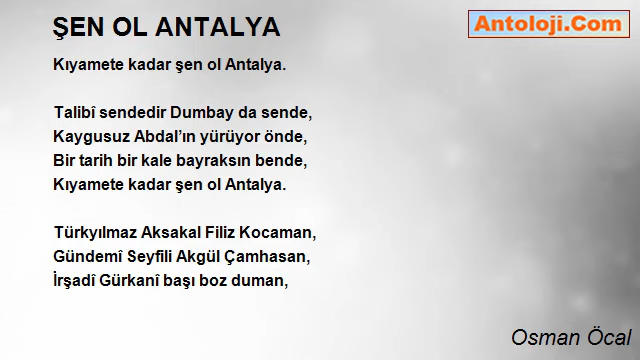 ŞEN OL ANTALYA
Antoloji.Com
Kıyamete kadar şen ol Antalya.
Talibî sendedir Dumbay da sende,
Kaygusuz Abdal’ın yürüyor önde,
Bir tarih bir kale bayraksın bende,
Kıyamete kadar şen ol Antalya.
Türkyılmaz Aksakal Filiz Kocaman,
Gündemî Seyfili Akgül Çamhasan,
İrşadî Gürkanî başı boz duman,
Osman Öcal